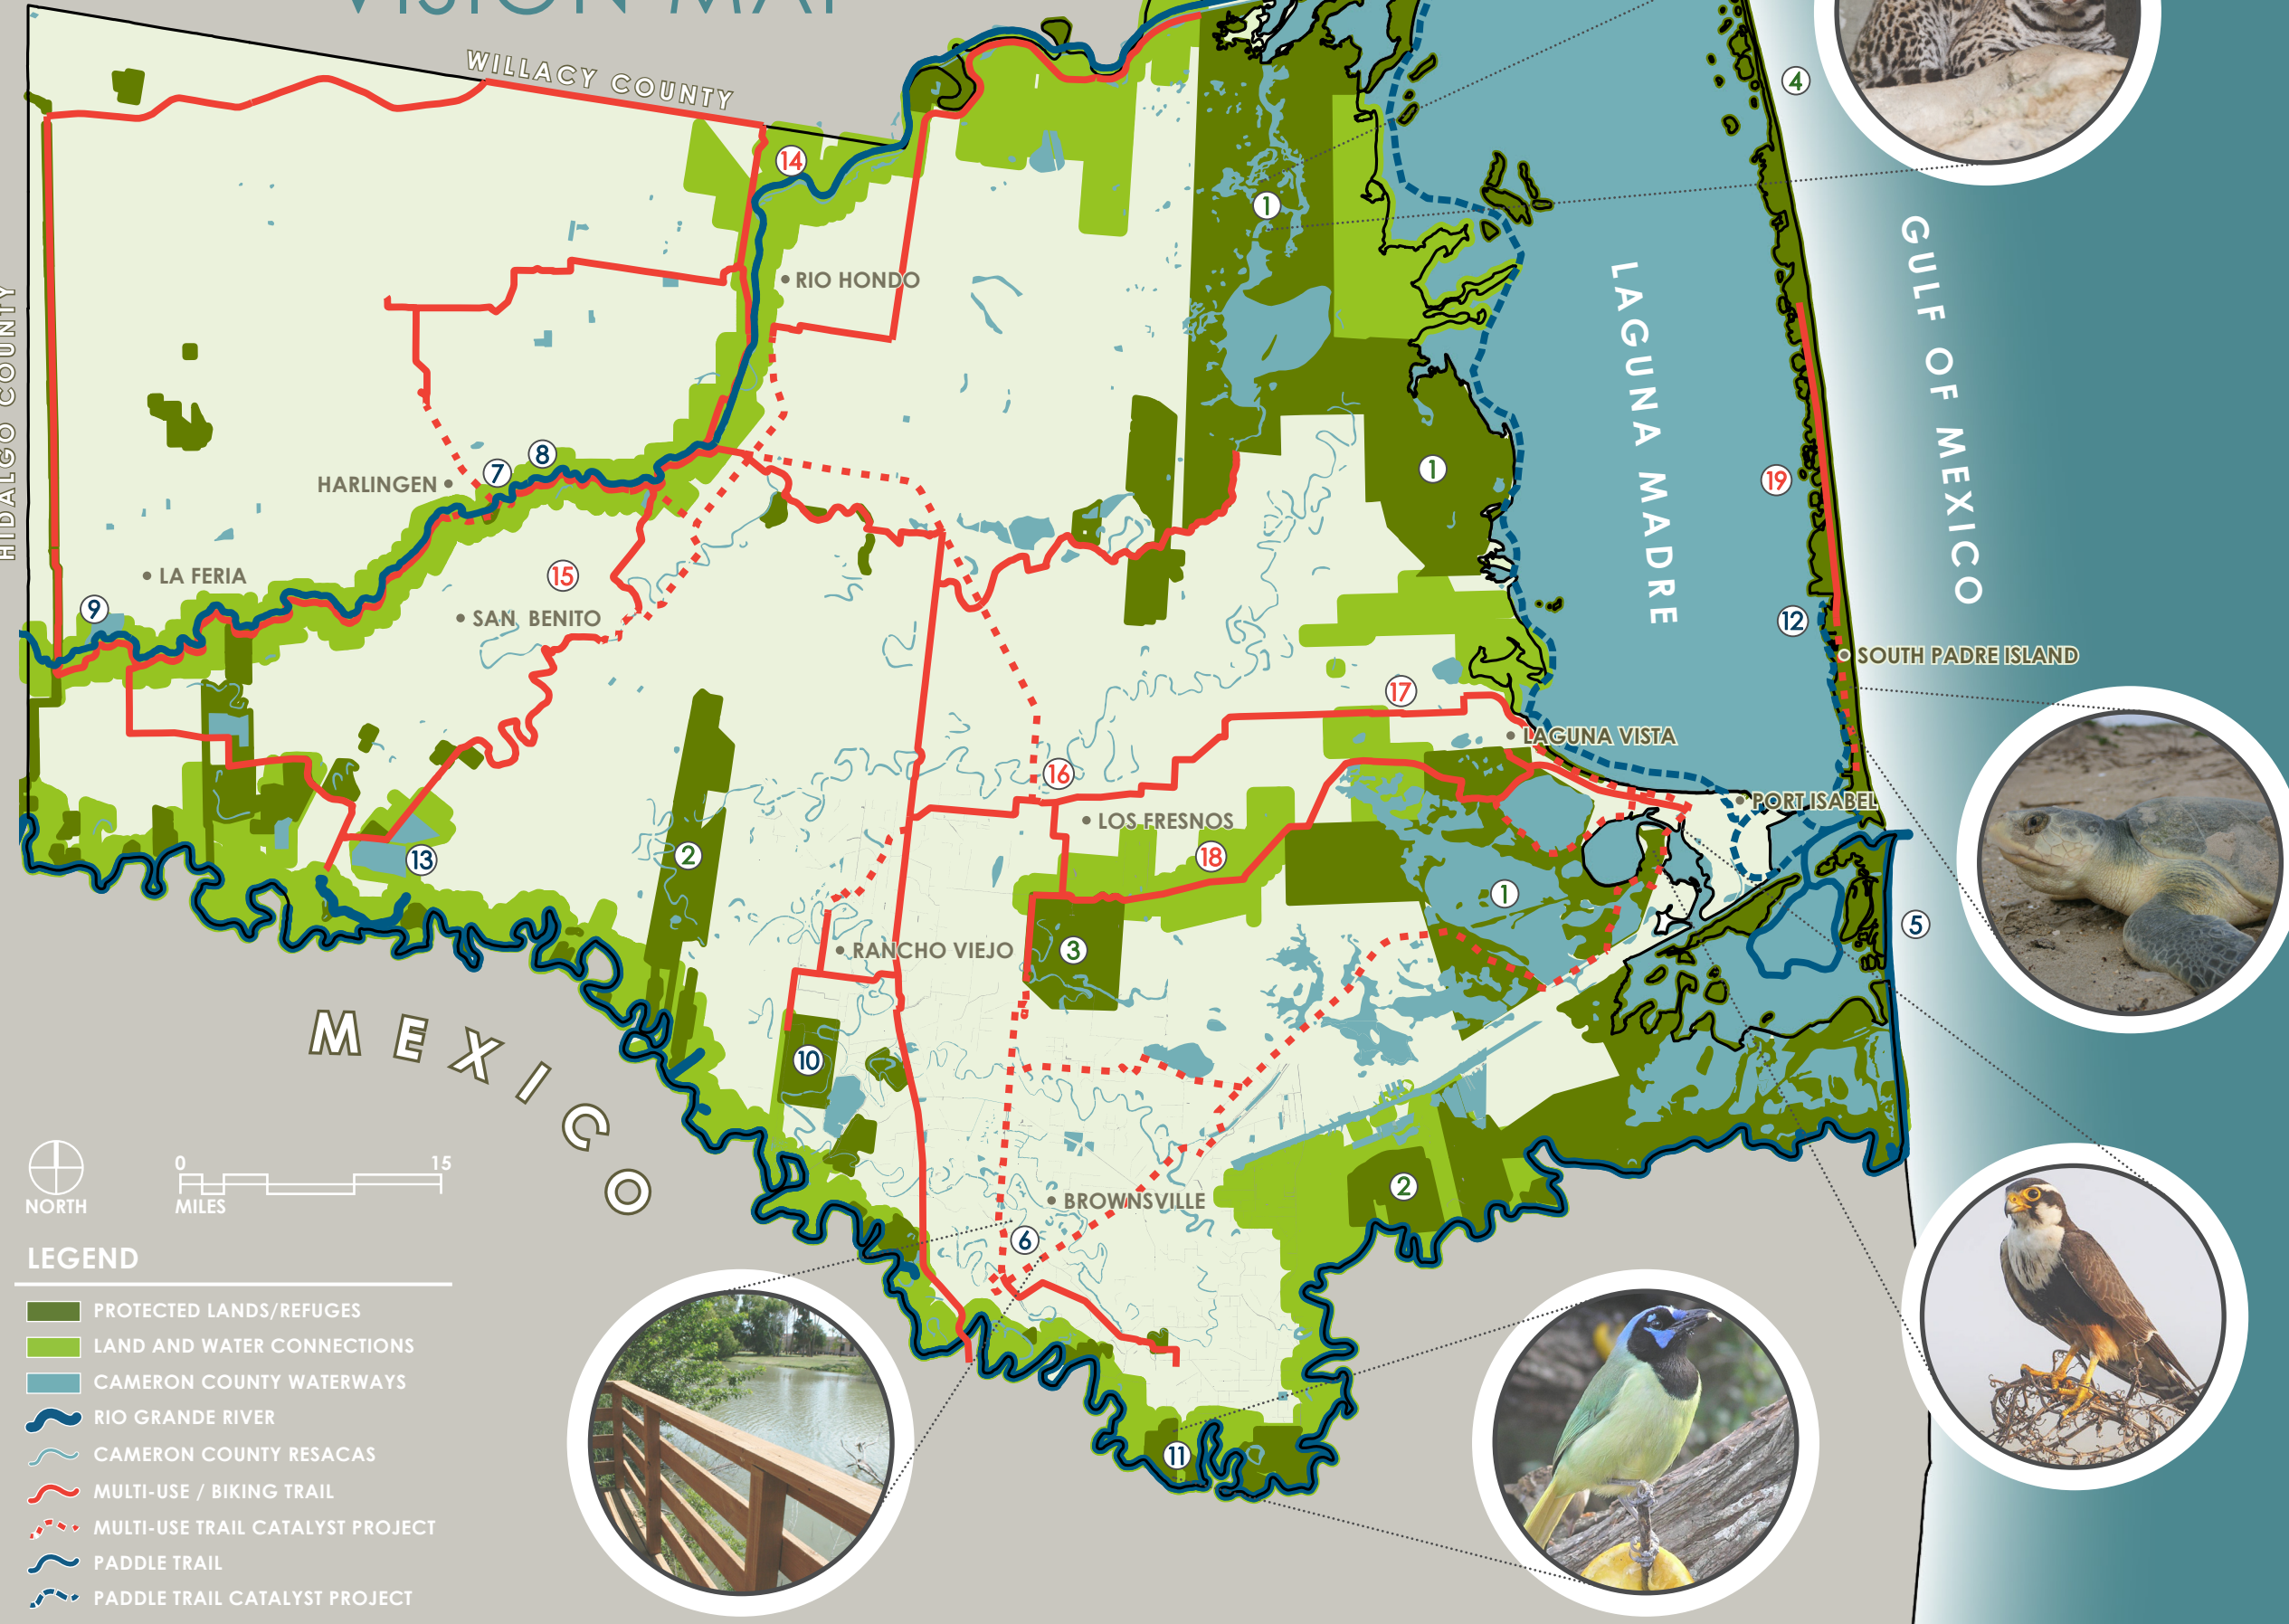 VISION MAP
WILLACY COUNTY
HIDALGO COUNTY
4
14
1
RIO HONDO
GULF OF MEXICO
LAGUNA MADRE
8
7
HARLINGEN
1
19
15
LA FERIA
9
SAN BENITO
12
SOUTH PADRE ISLAND
17
LAGUNA VISTA
16
PORT ISABEL
LOS FRESNOS
2
18
13
1
5
RANCHO VIEJO
3
MEXICO
10
0 15
MILES
NORTH
2
BROWNSVILLE
6
11
LEGEND
PROTECTED LANDS/REFUGES
LAND AND WATER CONNECTIONS
CAMERON COUNTY WATERWAYS
RIO GRANDE RIVER
CAMERON COUNTY RESACAS
MULTI-USE / BIKING TRAIL
MULTI-USE TRAIL CATALYST PROJECT
PADDLE TRAIL
PADDLE TRAIL CATALYST PROJECT